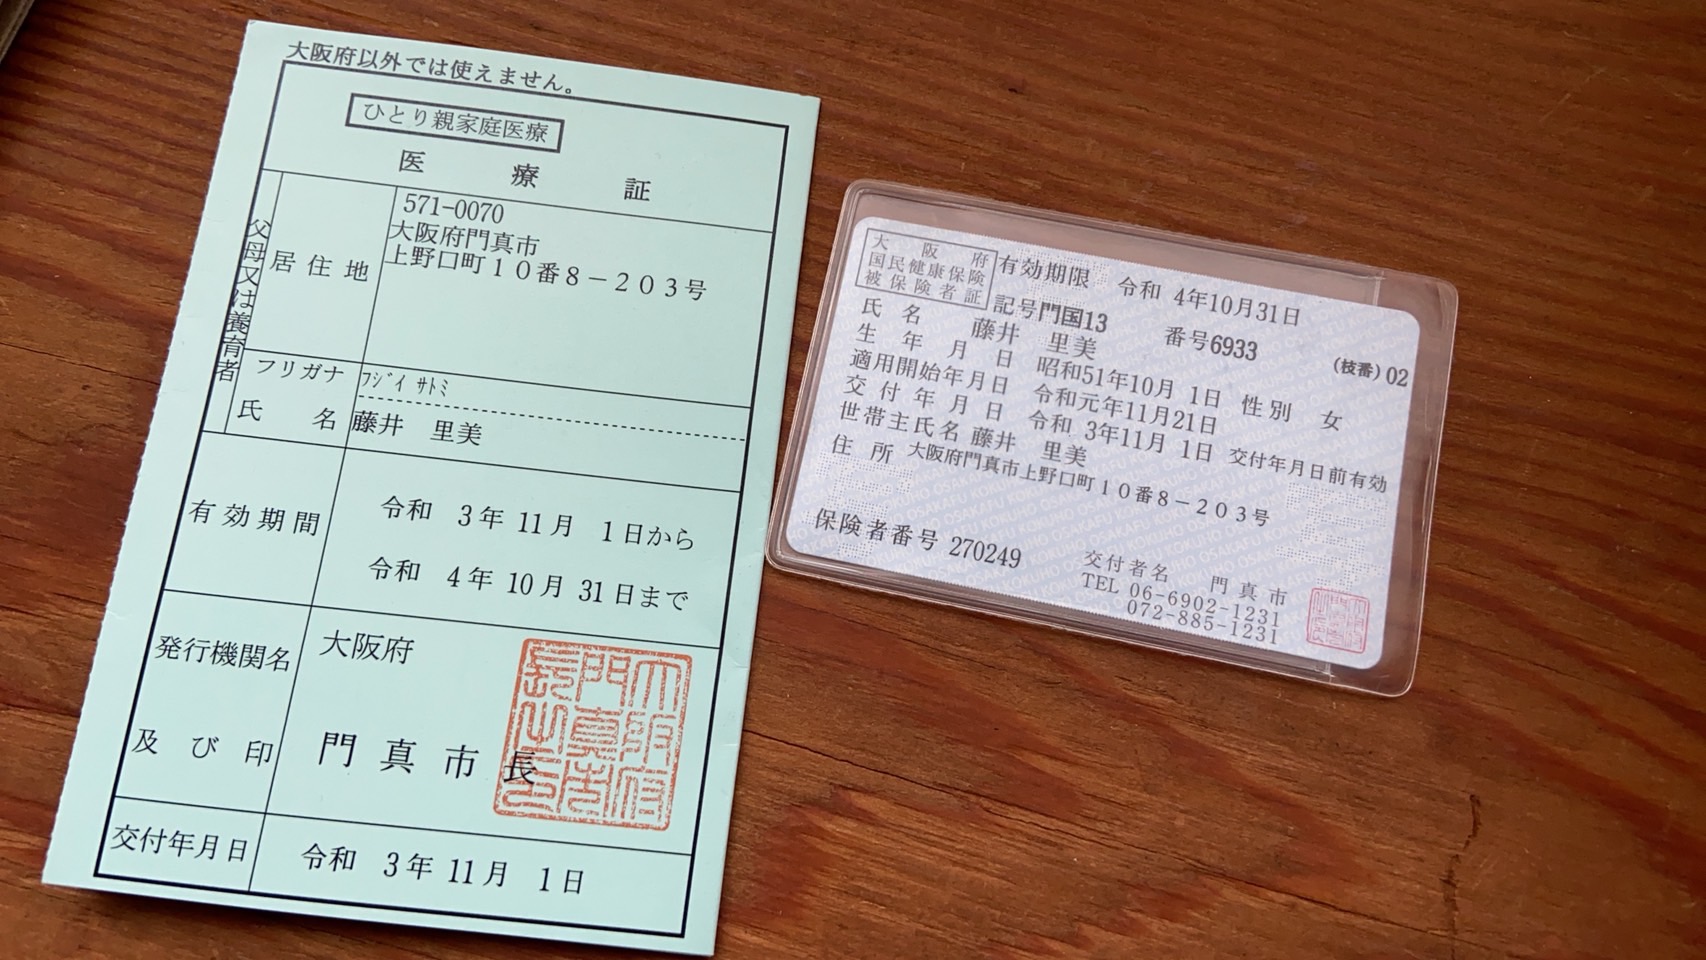 大阪府以外では使えません。
ひとり親家庭医療
医療証
父母又は養育者
居住地
571-0070
大阪府門真市
上野口町10番8-203号
フリガナ
フジイ サトミ
氏名
藤井 里美
有効期間
令和 3年 11月 1日から
令和 4年 10月 31日まで
発行機関名
及び印
大阪府
門真市長
大阪府
門真市
長之印
交付年月日
令和 3年 11月 1日
大阪府
国民健康保険
被保険者証
有効期限 令和 4年10月31日
記号門国13 番号6933 (枝番)02
氏名 藤井 里美
生年月日 昭和51年10月 1日 性別 女
適用開始年月日 令和元年11月21日
交付年月日 令和 3年11月 1日 交付年月日前有効
世帯主氏名 藤井 里美
住所 大阪府門真市上野口町10番8-203号
保険者番号 270249
交付者名 門真市
TEL 06-6902-1231
072-885-1231